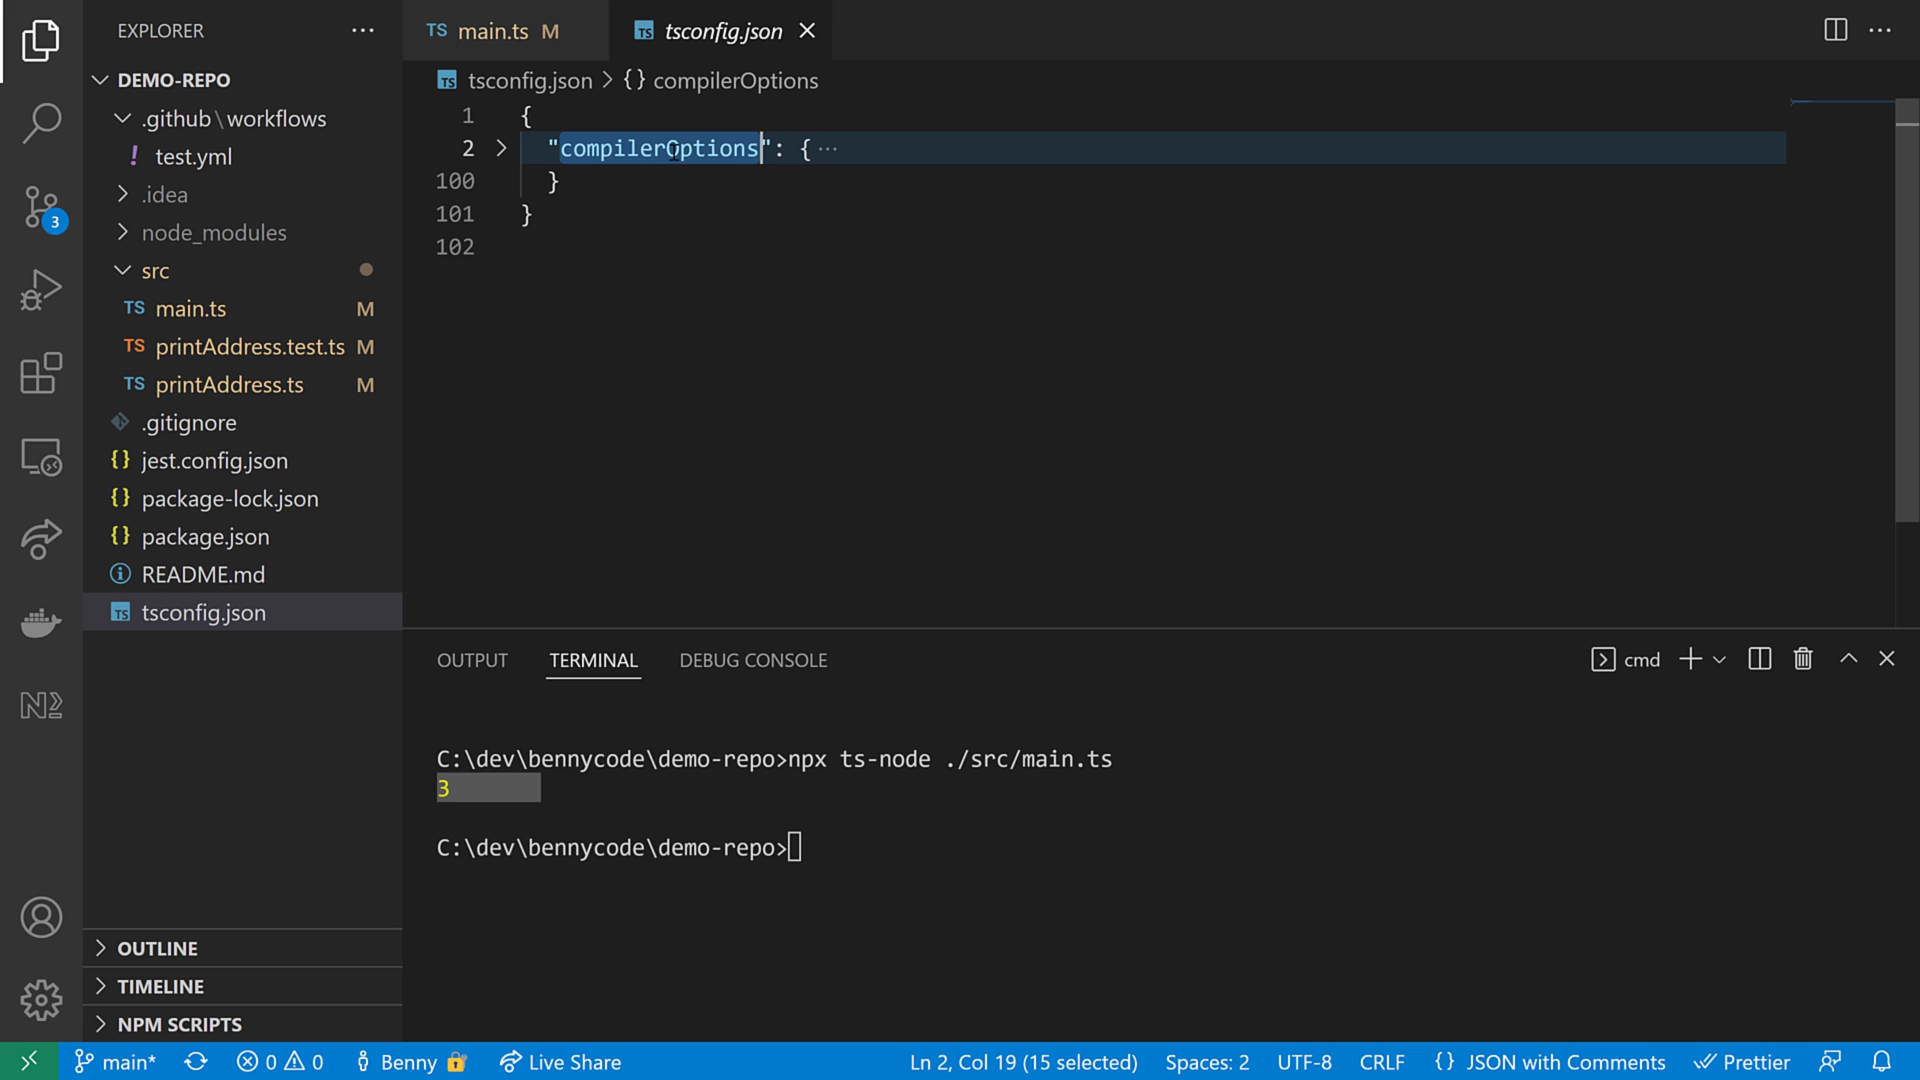 EXPLORER
DEMO-REPO
.github\workflows
! test.yml
.idea
node_modules
src
TS main.ts M
TS printAddress.test.ts M
TS printAddress.ts M
.gitignore
{} jest.config.json
{} package-lock.json
{} package.json
README.md
TS tsconfig.json
OUTLINE
TIMELINE
NPM SCRIPTS
3
TS main.ts M
TS tsconfig.json
TS tsconfig.json > {} compilerOptions
1 {
2 "compilerOptions": { ···
100 }
101 }
102
OUTPUT TERMINAL DEBUG CONSOLE
cmd
C:\dev\bennycode\demo-repo>npx ts-node ./src/main.ts
3
C:\dev\bennycode\demo-repo>
main* 0 0 Benny Live Share
Ln 2, Col 19 (15 selected) Spaces: 2 UTF-8 CRLF {} JSON with Comments Prettier